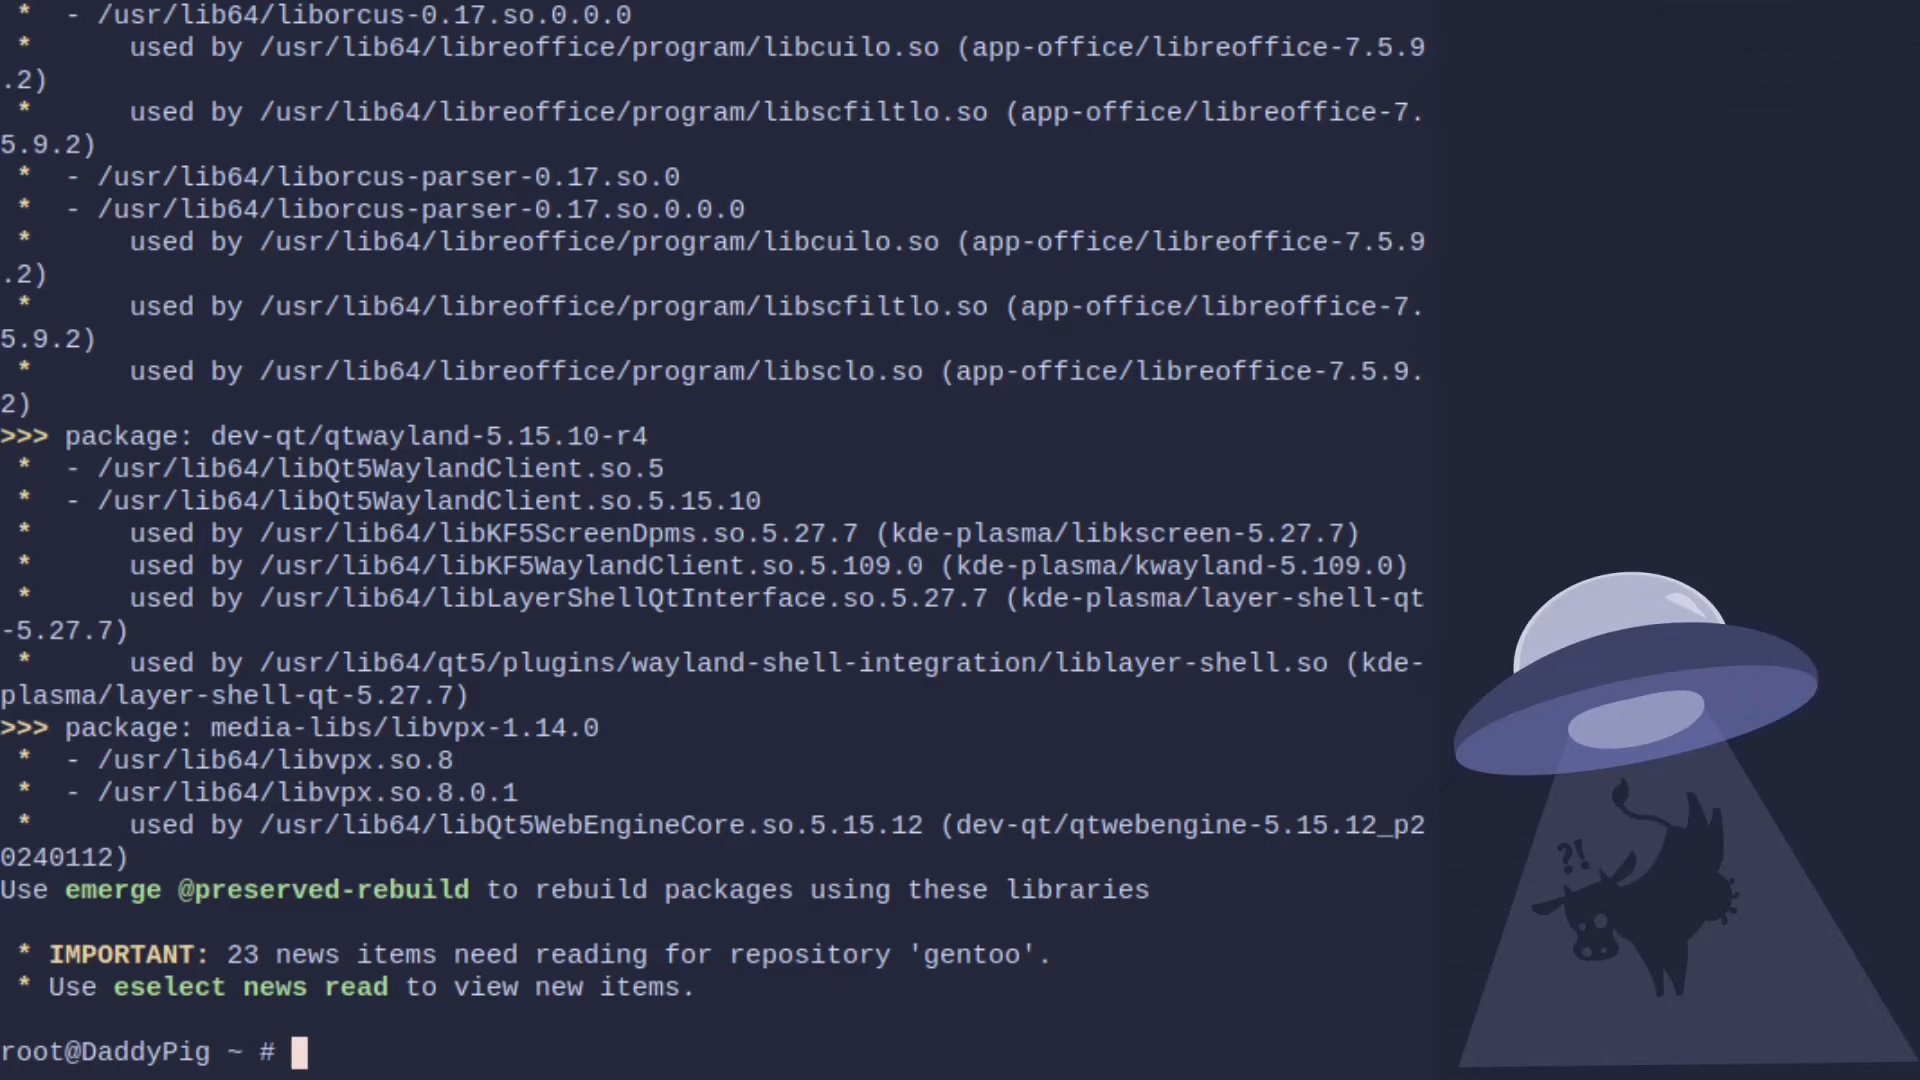 *  - /usr/lib64/liborcus-0.17.so.0.0.0
*      used by /usr/lib64/libreoffice/program/libcuilo.so (app-office/libreoffice-7.5.9
.2)
*      used by /usr/lib64/libreoffice/program/libscfiltlo.so (app-office/libreoffice-7.
5.9.2)
*  - /usr/lib64/liborcus-parser-0.17.so.0
*  - /usr/lib64/liborcus-parser-0.17.so.0.0.0
*      used by /usr/lib64/libreoffice/program/libcuilo.so (app-office/libreoffice-7.5.9
.2)
*      used by /usr/lib64/libreoffice/program/libscfiltlo.so (app-office/libreoffice-7.
5.9.2)
*      used by /usr/lib64/libreoffice/program/libsclo.so (app-office/libreoffice-7.5.9.
2)
>>> package: dev-qt/qtwayland-5.15.10-r4
*  - /usr/lib64/libQt5WaylandClient.so.5
*  - /usr/lib64/libQt5WaylandClient.so.5.15.10
*      used by /usr/lib64/libKF5ScreenDpms.so.5.27.7 (kde-plasma/libkscreen-5.27.7)
*      used by /usr/lib64/libKF5WaylandClient.so.5.109.0 (kde-plasma/kwayland-5.109.0)
*      used by /usr/lib64/libLayerShellQtInterface.so.5.27.7 (kde-plasma/layer-shell-qt
-5.27.7)
*      used by /usr/lib64/qt5/plugins/wayland-shell-integration/liblayer-shell.so (kde-
plasma/layer-shell-qt-5.27.7)
>>> package: media-libs/libvpx-1.14.0
*  - /usr/lib64/libvpx.so.8
*  - /usr/lib64/libvpx.so.8.0.1
*      used by /usr/lib64/libQt5WebEngineCore.so.5.15.12 (dev-qt/qtwebengine-5.15.12_p2
0240112)
Use emerge @preserved-rebuild to rebuild packages using these libraries
* IMPORTANT: 23 news items need reading for repository 'gentoo'.
* Use eselect news read to view new items.
root@DaddyPig ~ #
?!